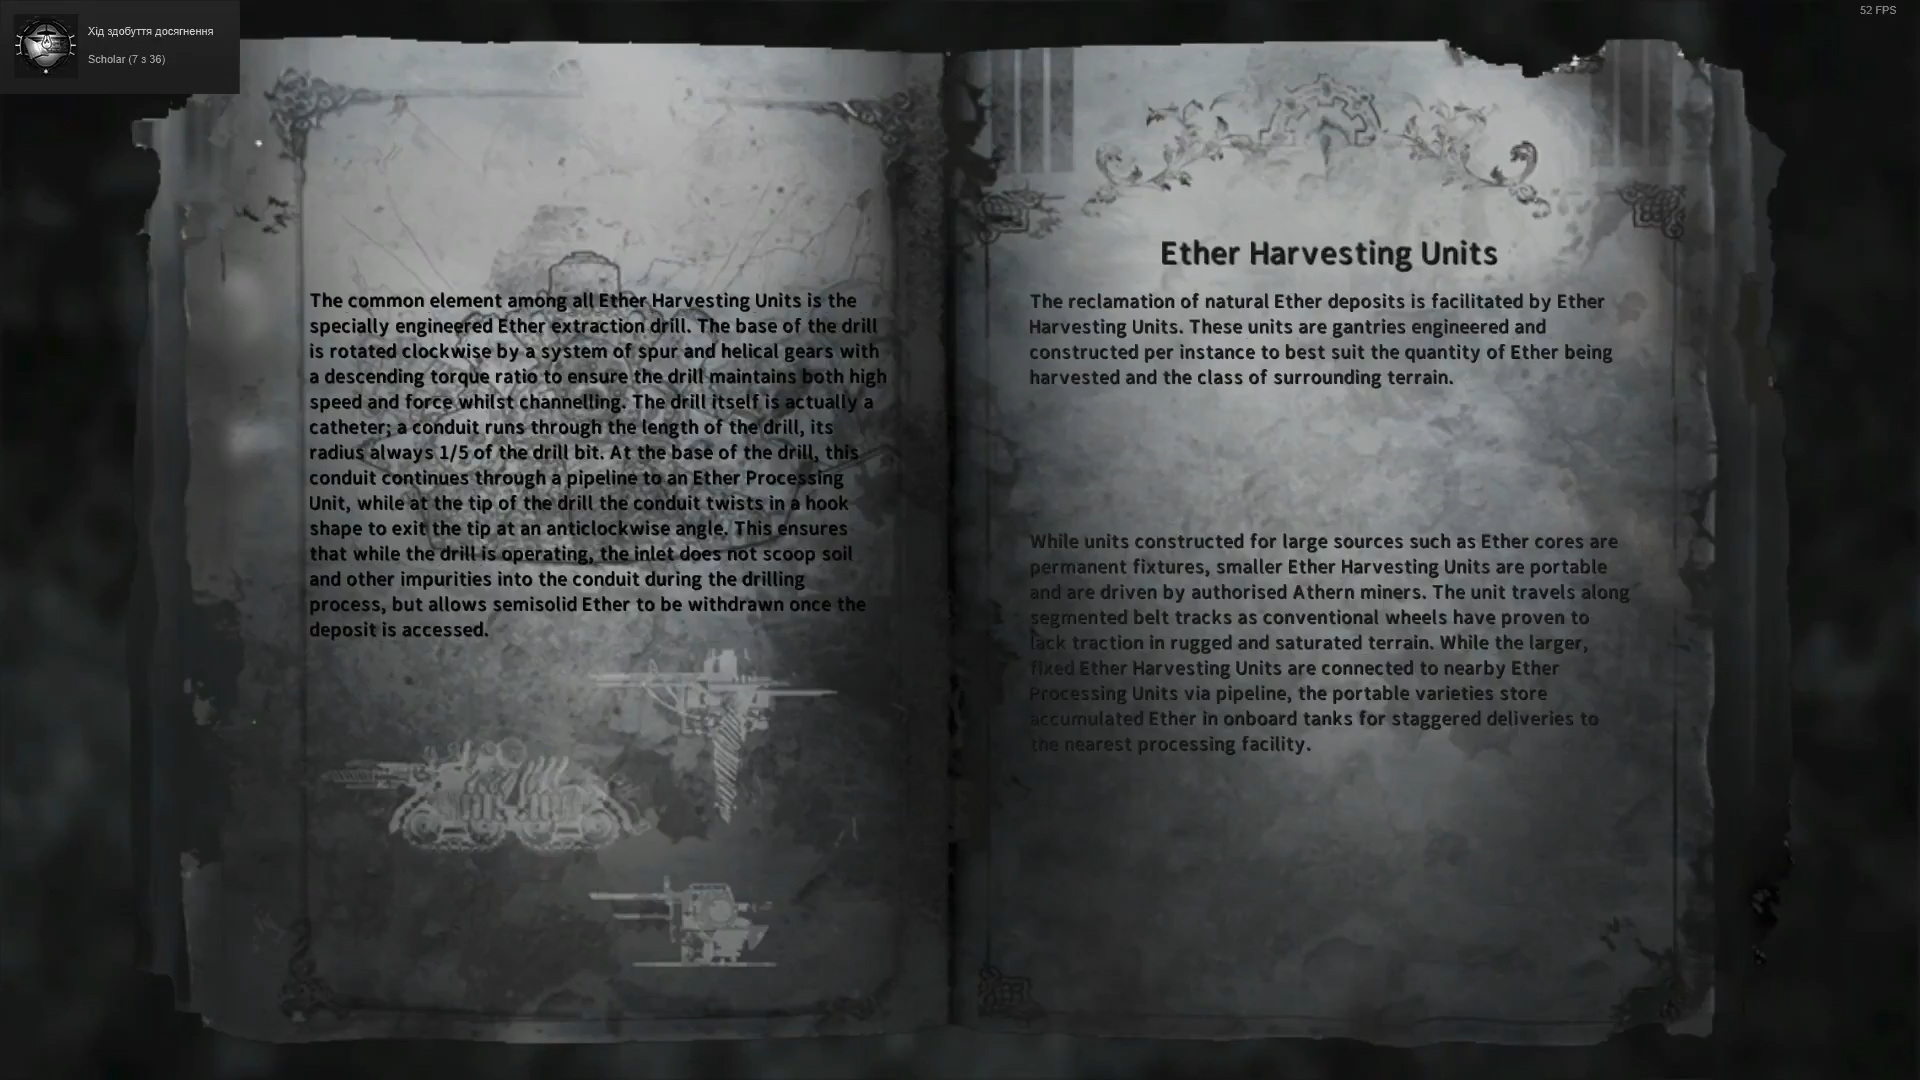 Хід здобуття досягнення
Scholar (7 з 36)
52 FPS
The common element among all Ether Harvesting Units is the
specially engineered Ether extraction drill. The base of the drill
is rotated clockwise by a system of spur and helical gears with
a descending torque ratio to ensure the drill maintains both high
speed and force whilst channelling. The drill itself is actually a
catheter; a conduit runs through the length of the drill, its
radius always 1/5 of the drill bit. At the base of the drill, this
conduit continues through a pipeline to an Ether Processing
Unit, while at the tip of the drill the conduit twists in a hook
shape to exit the tip at an anticlockwise angle. This ensures
that while the drill is operating, the inlet does not scoop soil
and other impurities into the conduit during the drilling
process, but allows semisolid Ether to be withdrawn once the
deposit is accessed.
Ether Harvesting Units
The reclamation of natural Ether deposits is facilitated by Ether
Harvesting Units. These units are gantries engineered and
constructed per instance to best suit the quantity of Ether being
harvested and the class of surrounding terrain.
While units constructed for large sources such as Ether cores are
permanent fixtures, smaller Ether Harvesting Units are portable
and are driven by authorised Athern miners. The unit travels along
segmented belt tracks as conventional wheels have proven to
lack traction in rugged and saturated terrain. While the larger,
fixed Ether Harvesting Units are connected to nearby Ether
Processing Units via pipeline, the portable varieties store
accumulated Ether in onboard tanks for staggered deliveries to
the nearest processing facility.